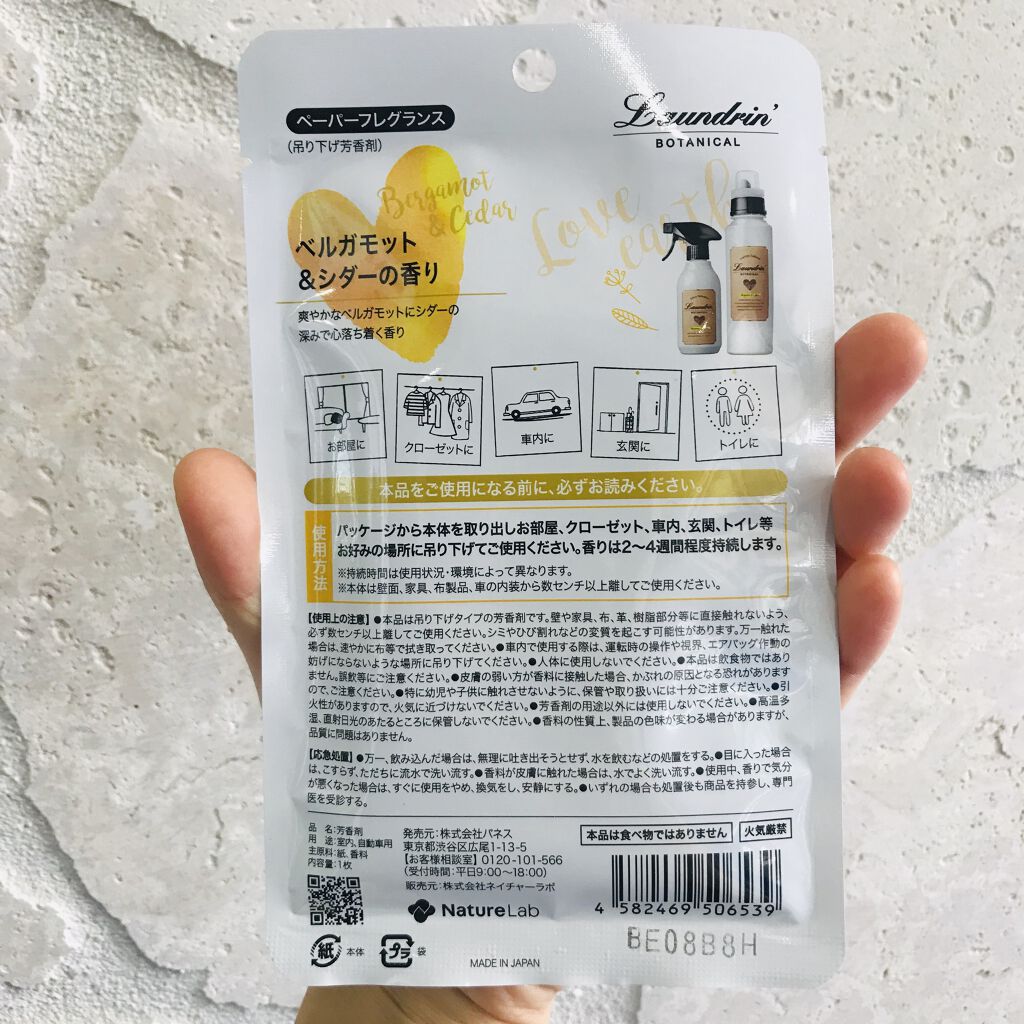 ペーパーフレグランス
(吊り下げ芳香剤)
Laundrin'
BOTANICAL
Bergamot
& Cedar
Love
earth
ベルガモット
&シダーの香り
爽やかなベルガモットにシダーの
深みで心落ち着く香り
Laundrin'
Laundrin'
お部屋に
クローゼットに
車内に
玄関に
トイレに
本品をご使用になる前に、必ずお読みください。
使用方法
パッケージから本体を取り出しお部屋、クローゼット、車内、玄関、トイレ等
お好みの場所に吊り下げてご使用ください。香りは2〜4週間程度持続します。
※持続時間は使用状況・環境によって異なります。
※本体は壁面、家具、布製品、車の内装から数センチ以上離してご使用ください。
【使用上の注意】●本品は吊り下げタイプの芳香剤です。壁や家具、布、革、樹脂部分等に直接触れないよう、
必ず数センチ以上離してご使用ください。シミやひび割れなどの変質を起こす可能性があります。万一触れた
場合は、速やかに布等で拭き取ってください。●車内で使用する際は、運転時の操作や視界、エアバッグ作動の
妨げにならないような場所に吊り下げてください。●人体に使用しないでください。●本品は飲食物ではあり
ません。誤飲等にご注意ください。●皮膚の弱い方が香料に接触した場合、かぶれの原因となる恐れがあります
ので、ご注意ください。●特に幼児や子供に触れさせないように、保管や取り扱いには十分ご注意ください。●引
火性がありますので、火気に近づけないでください。●芳香剤の用途以外には使用しないでください。●高温多
湿、直射日光のあたるところに保管しないでください。●香料の性質上、製品の色味が変わる場合がありますが、
品質に問題はありません。
【応急処置】●万一、飲み込んだ場合は、無理に吐き出そうとせず、水を飲むなどの処置をする。●目に入った場合
は、こすらず、ただちに流水で洗い流す。●香料が皮膚に触れた場合は、水でよく洗い流す。●使用中、香りで気分
が悪くなった場合は、すぐに使用をやめ、換気をし、安静にする。●いずれの場合も処置後も商品を持参し、専門
医を受診する。
品 名:芳香剤
用 途:室内、自動車用
主原料:紙、香料
内容量:1枚
発売元:株式会社パネス
東京都渋谷区広尾1-13-5
【お客様相談室】0120-101-566
(受付時間:平日9:00〜18:00)
販売元:株式会社ネイチャーラボ
NatureLab
本品は食べ物ではありません
火気厳禁
4 582469 506539
BE08B8H
紙 本体
プラ 袋
MADE IN JAPAN